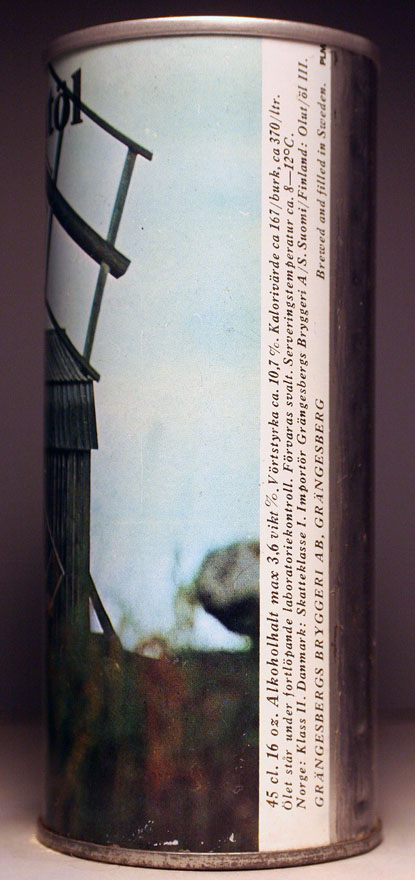 töl
45 cl. 16 oz. Alkoholhalt max 3,6 vikt %. Vörtstyrka ca. 10,7 %. Kalorivärde ca 167/burk, ca 370/ltr.
Ölet står under fortlöpande laboratoriekontroll. Förvaras svalt. Serveringstemperatur ca. 8—12°C.
Norge: Klass II. Danmark: Skatteklasse I. Importör Grängesbergs Bryggeri A/S. Suomi/Finland: Olut/öl III.
GRÄNGESBERGS BRYGGERI AB, GRÄNGESBERG Brewed and filled in Sweden.
PLM